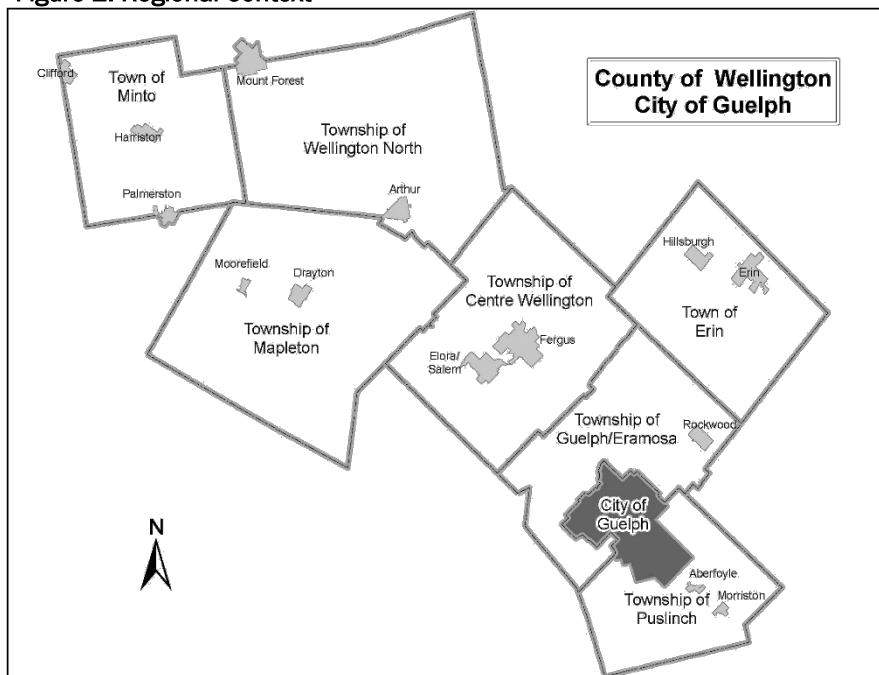 Figure 2: Regional Context
County of Wellington
City of Guelph
Clifford
Town of
Minto
Harriston
Palmerston
Mount Forest
Township of
Wellington North
Arthur
Moorefield
Drayton
Township of
Mapleton
Township of
Centre Wellington
Fergus
Elora/
Salem
Hillsburgh
Erin
Town of
Erin
Township of
Guelph/Eramosa
Rockwood
City of
Guelph
Aberfoyle
Morriston
Township of
Puslinch
N